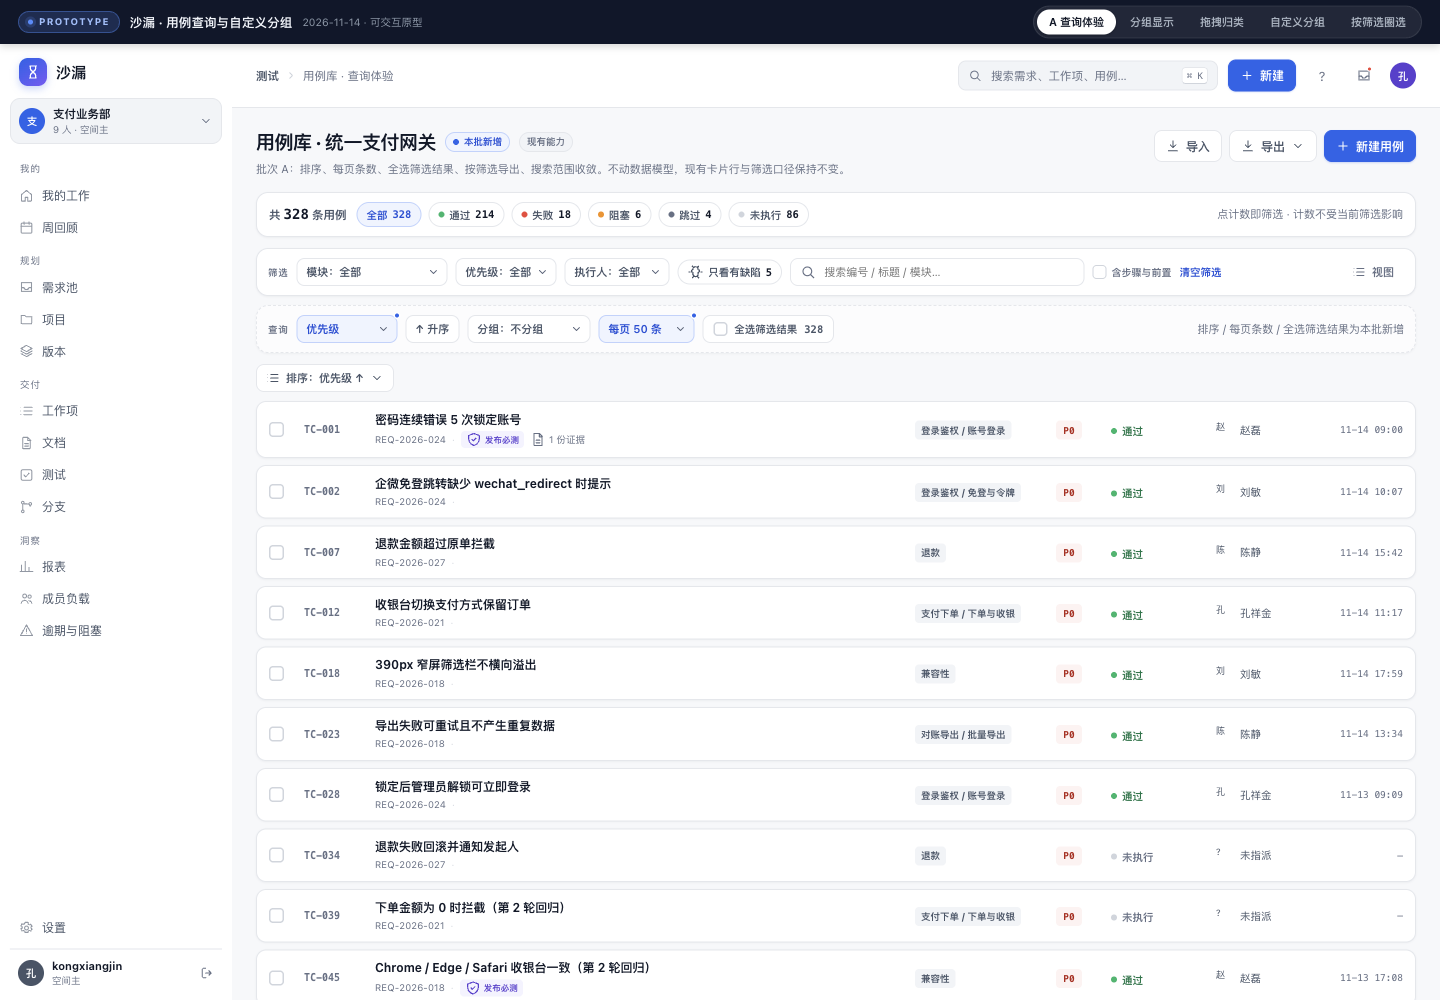 PROTOTYPE 沙漏 · 用例查询与自定义分组 2026-11-14 · 可交互原型 A 查询体验 分组显示 拖拽归类 自定义分组 按筛选圈选
沙漏
测试 用例库 · 查询体验 搜索需求、工作项、用例... ⌘ K + 新建 ? 孔
支 支付业务部
9 人 · 空间主
我的
我的工作
周回顾
规划
需求池
项目
版本
交付
工作项
文档
测试
分支
洞察
报表
成员负载
逾期与阻塞
设置
孔 kongxiangjin
空间主
用例库 · 统一支付网关 本批新增 现有能力 导入 导出 + 新建用例
批次 A：排序、每页条数、全选筛选结果、按筛选导出、搜索范围收敛。不动数据模型，现有卡片行与筛选口径保持不变。
共 328 条用例 全部 328 通过 214 失败 18 阻塞 6 跳过 4 未执行 86 点计数即筛选 · 计数不受当前筛选影响
筛选 模块：全部 优先级：全部 执行人：全部 只看有缺陷 5 搜索编号 / 标题 / 模块... 含步骤与前置 清空筛选 视图
查询 优先级 ↑ 升序 分组：不分组 每页 50 条 全选筛选结果 328 排序 / 每页条数 / 全选筛选结果为本批新增
排序：优先级 ↑
TC-001 密码连续错误 5 次锁定账号 登录鉴权 / 账号登录 P0 通过 赵 赵磊 11-14 09:00
REQ-2026-024 · 发布必测 1 份证据
TC-002 企微免登跳转缺少 wechat_redirect 时提示 登录鉴权 / 免登与令牌 P0 通过 刘 刘敏 11-14 10:07
REQ-2026-024 ·
TC-007 退款金额超过原单拦截 退款 P0 通过 陈 陈静 11-14 15:42
REQ-2026-027 ·
TC-012 收银台切换支付方式保留订单 支付下单 / 下单与收银 P0 通过 孔 孔祥金 11-14 11:17
REQ-2026-021 ·
TC-018 390px 窄屏筛选栏不横向溢出 兼容性 P0 通过 刘 刘敏 11-14 17:59
REQ-2026-018 ·
TC-023 导出失败可重试且不产生重复数据 对账导出 / 批量导出 P0 通过 陈 陈静 11-14 13:34
REQ-2026-018 ·
TC-028 锁定后管理员解锁可立即登录 登录鉴权 / 账号登录 P0 通过 孔 孔祥金 11-13 09:09
REQ-2026-024 ·
TC-034 退款失败回滚并通知发起人 退款 P0 未执行 ? 未指派 —
REQ-2026-027 ·
TC-039 下单金额为 0 时拦截（第 2 轮回归） 支付下单 / 下单与收银 P0 未执行 ? 未指派 —
REQ-2026-021 ·
TC-045 Chrome / Edge / Safari 收银台一致（第 2 轮回归） 兼容性 P0 通过 赵 赵磊 11-13 17:08
REQ-2026-018 · 发布必测